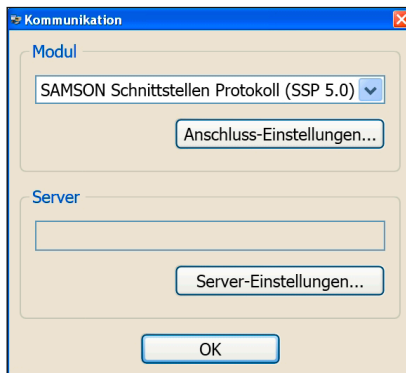 Kommunikation
Modul
SAMSON Schnittstellen Protokoll (SSP 5.0)
Anschluss-Einstellungen...
Server
Server-Einstellungen...
OK